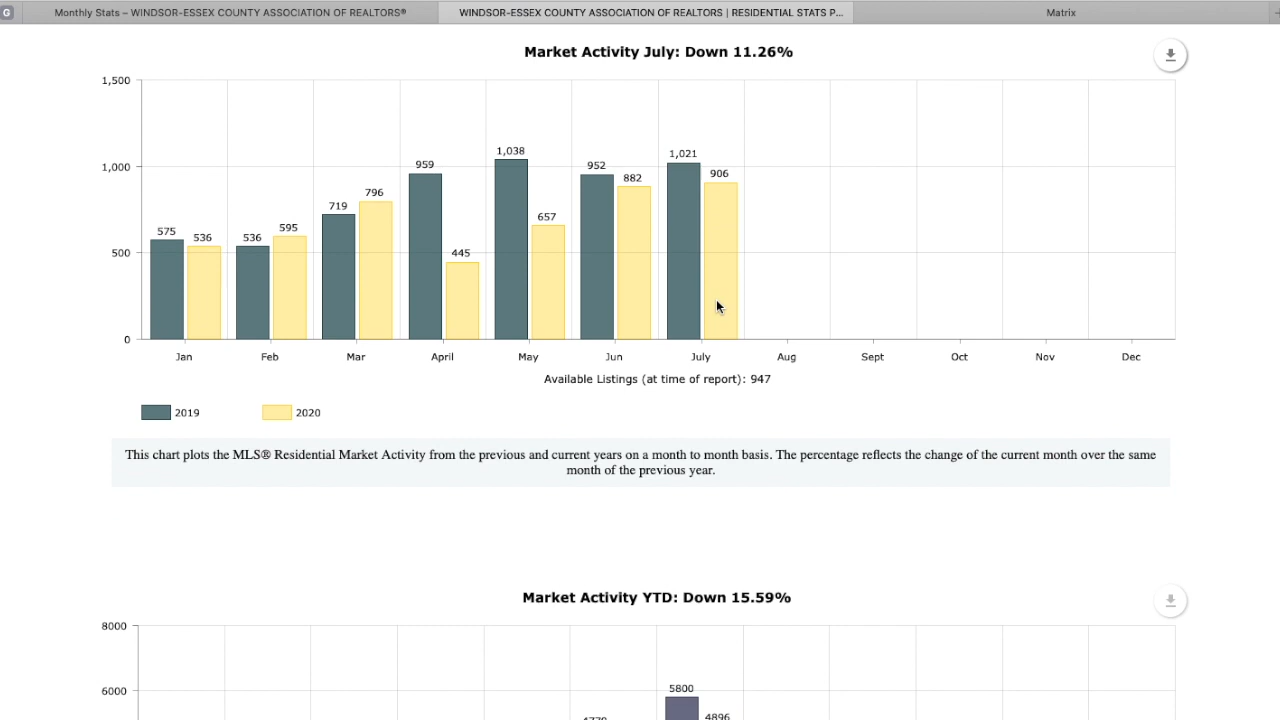 G
Monthly Stats – WINDSOR-ESSEX COUNTY ASSOCIATION OF REALTORS®
WINDSOR-ESSEX COUNTY ASSOCIATION OF REALTORS | RESIDENTIAL STATS P...
Matrix
Market Activity July: Down 11.26%
1,500
1,000
500
0
575
536
536
595
719
796
959
445
1,038
657
952
882
1,021
906
Jan
Feb
Mar
April
May
Jun
July
Aug
Sept
Oct
Nov
Dec
Available Listings (at time of report): 947
2019
2020
This chart plots the MLS® Residential Market Activity from the previous and current years on a month to month basis. The percentage reflects the change of the current month over the same
month of the previous year.
Market Activity YTD: Down 15.59%
8000
6000
5800
4896